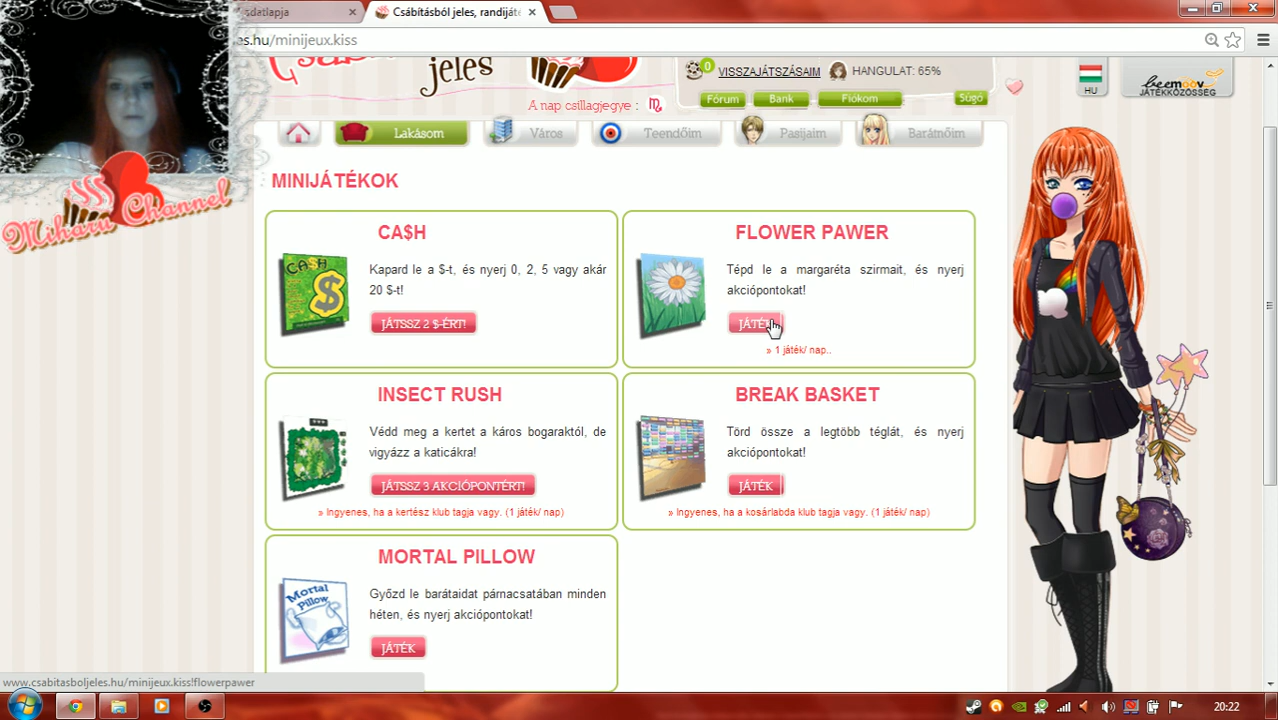 sdatlapja
Csábításból jeles, randijáté
es.hu/minijeux.kiss
jeles
A nap csillagjegye :
0 VISSZAJÁTSZÁSAIM HANGULAT: 65%
Fórum Bank Fiókom Súgó
HU
beemoov
JÁTÉKKÖZÖSSÉG
Lakásom Város Teendőim Pasijaim Barátnőim
Miharu Channel
MINIJÁTÉKOK
CA$H
Kapard le a $-t, és nyerj 0, 2, 5 vagy akár
20 $-t!
JÁTSSZ 2 $-ÉRT!
CA$H
$
FLOWER PAWER
Tépd le a margaréta szirmait, és nyerj
akciópontokat!
JÁTÉK
» 1 játék/ nap..
INSECT RUSH
Védd meg a kertet a káros bogaraktól, de
vigyázz a katicákra!
JÁTSSZ 3 AKCIÓPONTÉRT!
» Ingyenes, ha a kertész klub tagja vagy. (1 játék/ nap)
BREAK BASKET
Törd össze a legtöbb téglát, és nyerj
akciópontokat!
JÁTÉK
» Ingyenes, ha a kosárlabda klub tagja vagy. (1 játék/ nap)
MORTAL PILLOW
Győzd le barátaidat párnacsatában minden
héten, és nyerj akciópontokat!
JÁTÉK
Mortal
Pillow
www.csabitasboljeles.hu/minijeux.kiss!flowerpawer
20:22